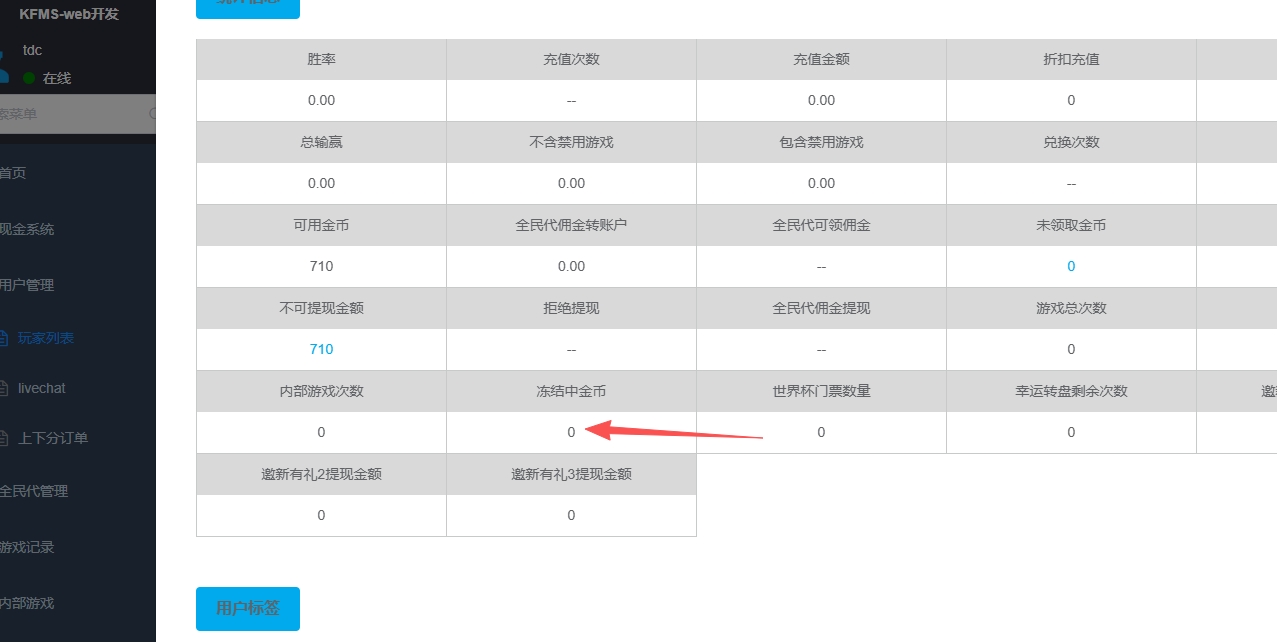 KFMS-web开发
tdc
在线
索菜单
首页
现金系统
用户管理
玩家列表
livechat
上下分订单
全民代管理
游戏记录
内部游戏
统计信息
胜率 充值次数 充值金额 折扣充值
0.00 -- 0.00 0
总输赢 不含禁用游戏 包含禁用游戏 兑换次数
0.00 0.00 0.00 --
可用金币 全民代佣金转账户 全民代可领佣金 未领取金币
710 0.00 -- 0
不可提现金额 拒绝提现 全民代佣金提现 游戏总次数
710 -- -- 0
内部游戏次数 冻结中金币 世界杯门票数量 幸运转盘剩余次数 邀
0 0 0 0
邀新有礼2提现金额 邀新有礼3提现金额
0 0
用户标签